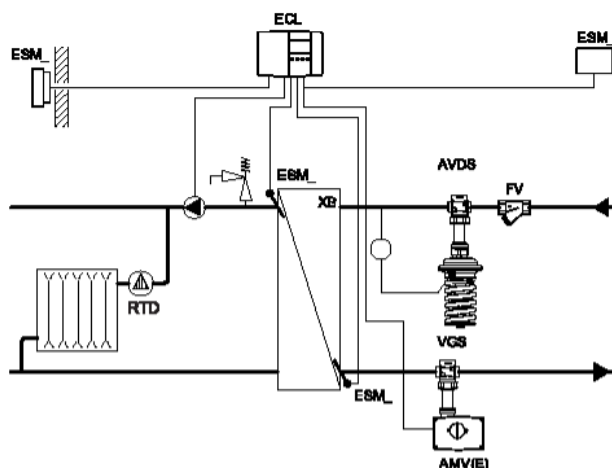 ECL
ESM_
ESM_
ESM_
AVDS
FV
XB
RTD
VGS
ESM_
AMV(E)